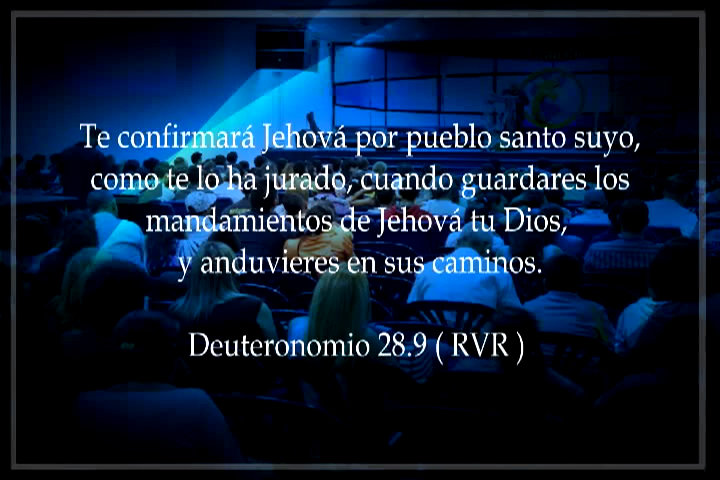 Te confirmará Jehová por pueblo santo suyo,
como te lo ha jurado, cuando guardares los
mandamientos de Jehová tu Dios,
y anduvieres en sus caminos.
Deuteronomio 28.9 ( RVR )